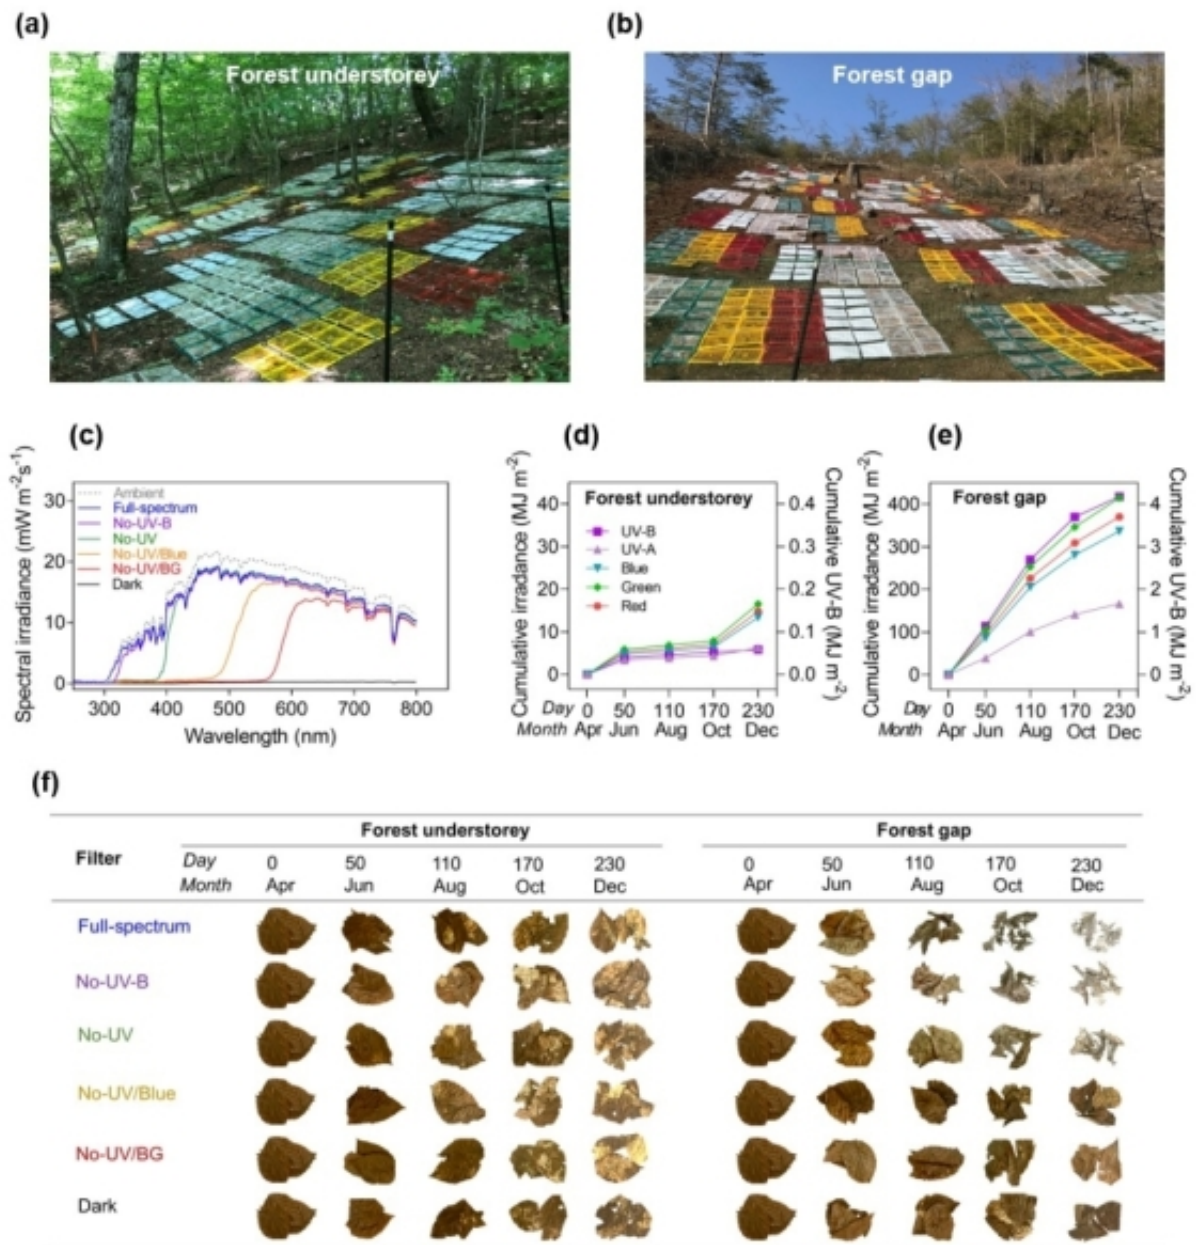 (a)
(b)
Forest understorey
Forest gap
(c)
Spectral irradiance (mW m-2s-1)
30
20
10
0
Ambient
Full-spectrum
No-UV-B
No-UV
No-UV/Blue
No-UV/BG
Dark
300 400 500 600 700 800
Wavelength (nm)
(d)
Cumulative irradance (MJ m-2)
40
30
20
10
0
Forest understorey
UV-B
UV-A
Blue
Green
Red
0.4
0.3
0.2
0.1
0.0
Cumulative UV-B (MJ m-2)
Day 0 50 110 170 230
Month Apr Jun Aug Oct Dec
(e)
Cumulative irradiance (MJ m-2)
400
300
200
100
0
Forest gap
4
3
2
1
0
Cumulative UV-B (MJ m-2)
Day 0 50 110 170 230
Month Apr Jun Aug Oct Dec
(f)
Forest understorey Forest gap
Filter Day 0 50 110 170 230 0 50 110 170 230
Month Apr Jun Aug Oct Dec Apr Jun Aug Oct Dec
Full-spectrum
No-UV-B
No-UV
No-UV/Blue
No-UV/BG
Dark